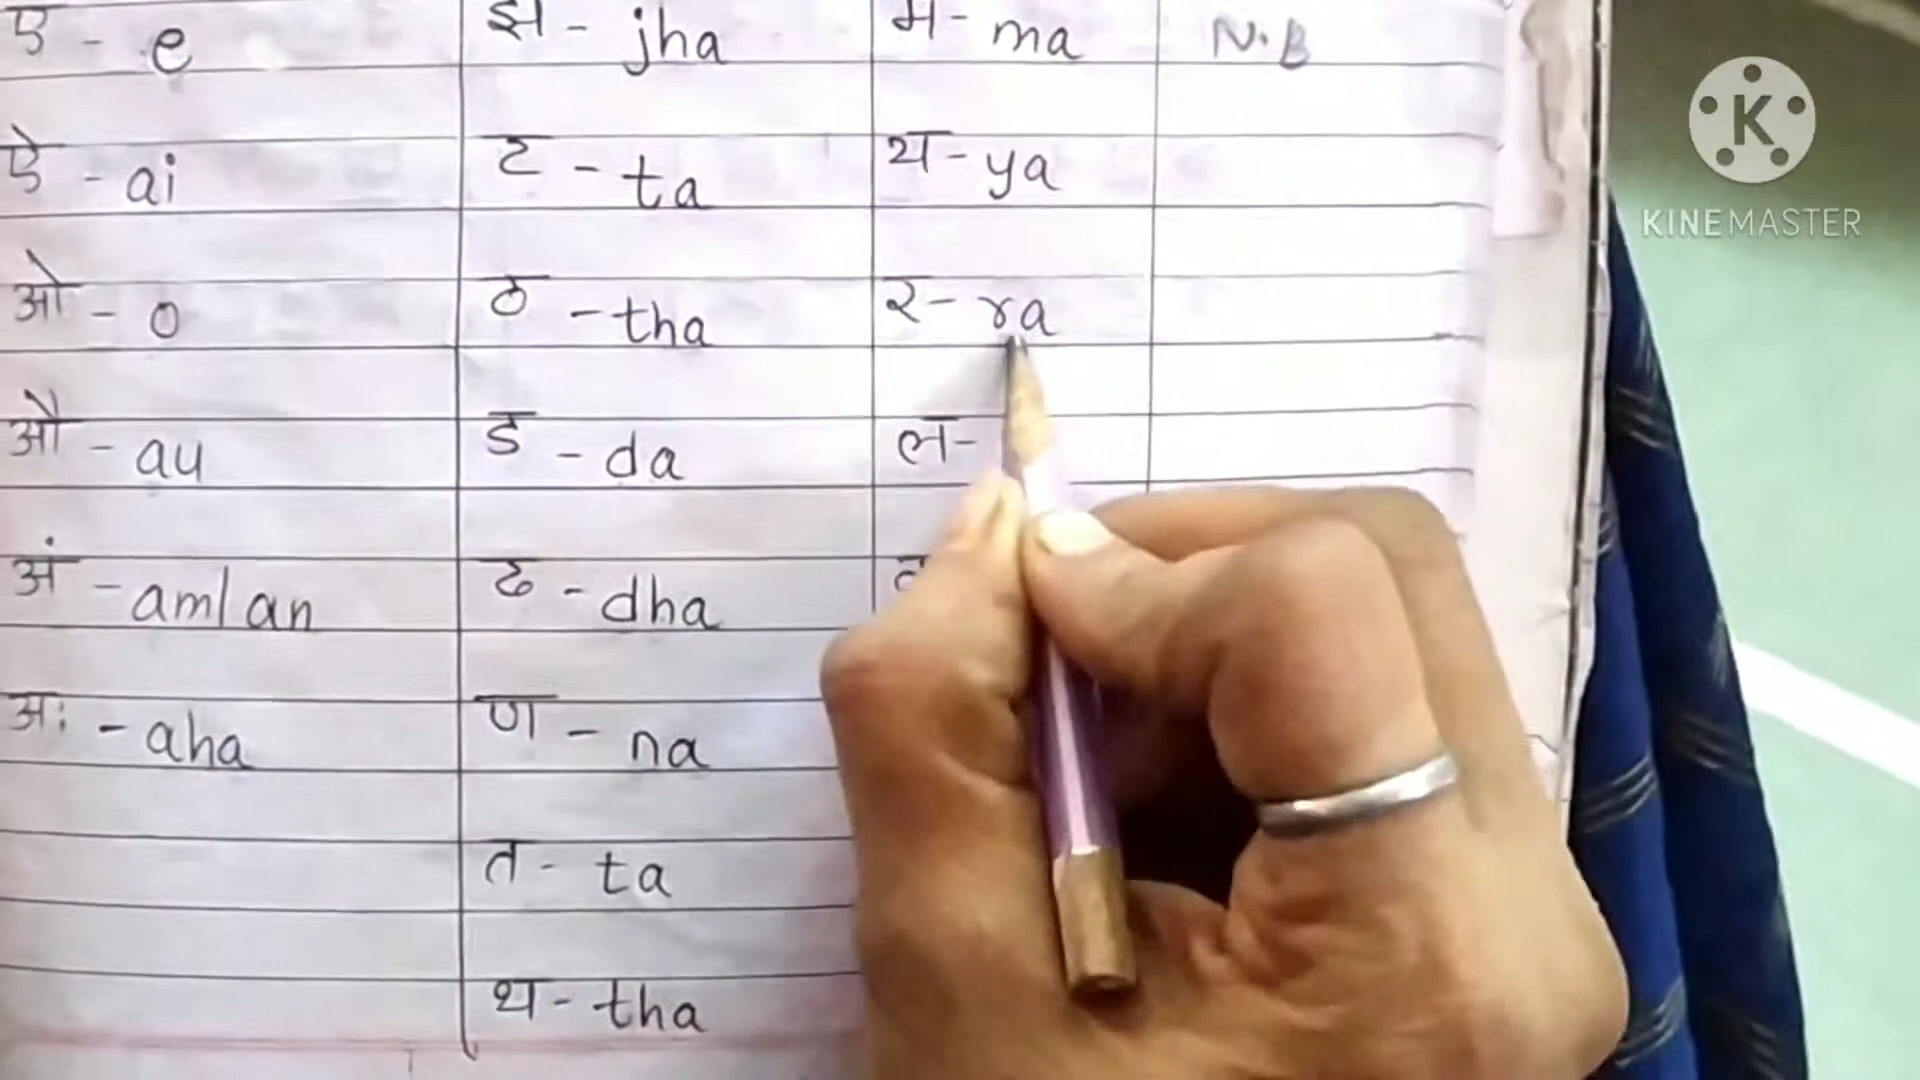 ए - e
ऐ - ai
ओ - o
औ - au
अं - am/an
अः - aha
झ - jha
ट - ta
ठ - tha
ड - da
ढ - dha
ण - na
त - ta
थ - tha
म - ma
य - ya
र - ra
ल -
N.B
K
KINEMASTER